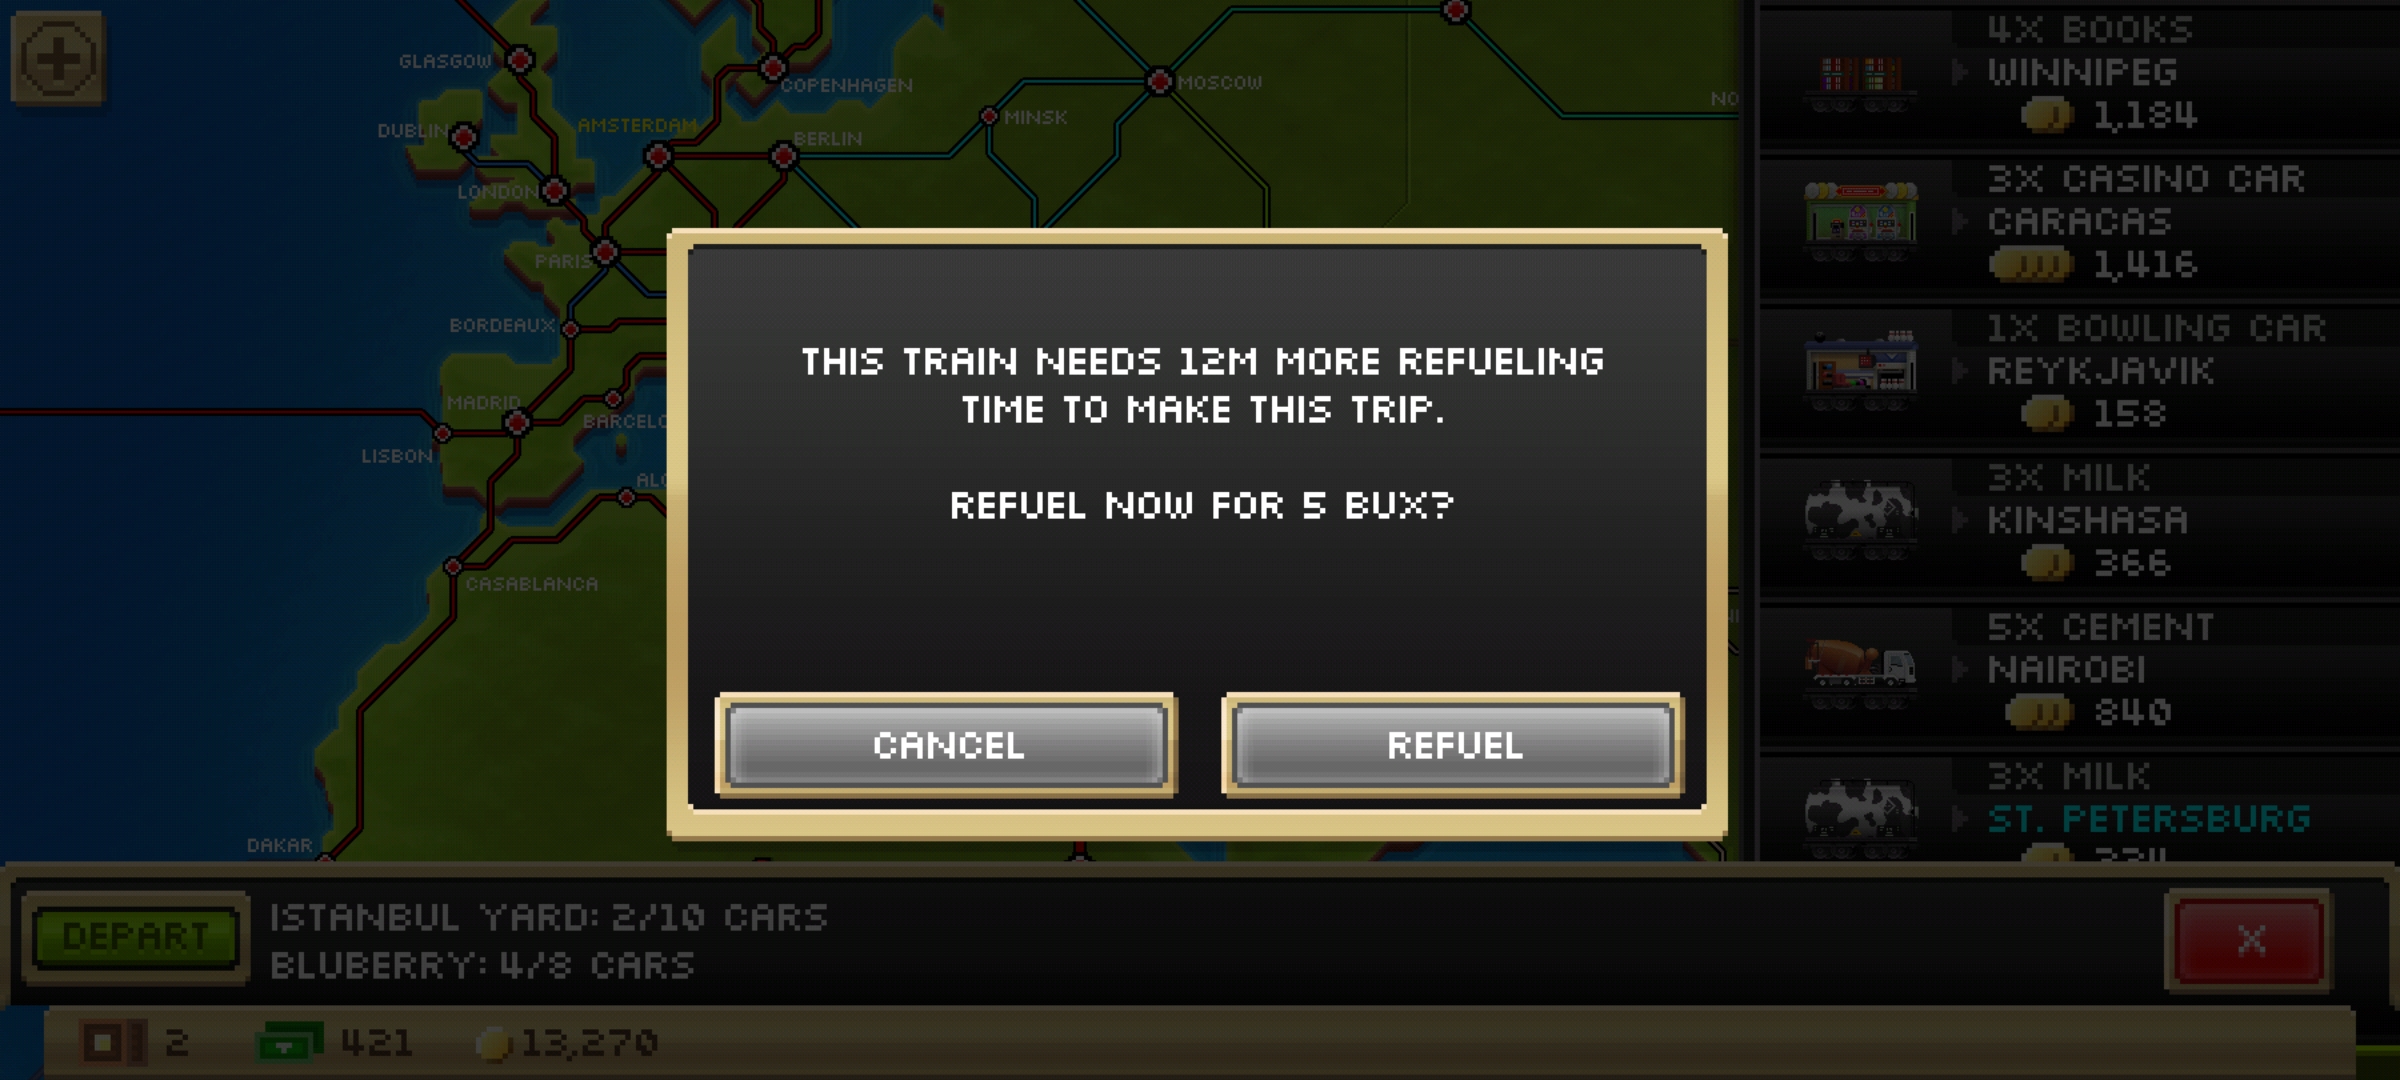 GLASGOW
COPENHAGEN
MOSCOW
MINSK
DUBLIN
AMSTERDAM
BERLIN
LONDON
PARIS
BORDEAUX
MADRID
LISBON
CASABLANCA
DAKAR
THIS TRAIN NEEDS 12M MORE REFUELING
TIME TO MAKE THIS TRIP.
REFUEL NOW FOR 5 BUX?
CANCEL
REFUEL
4X BOOKS
WINNIPEG
1,184
3X CASINO CAR
CARACAS
1,416
1X BOWLING CAR
REYKJAVIK
158
3X MILK
KINSHASA
366
5X CEMENT
NAIROBI
840
3X MILK
ST. PETERSBURG
DEPART
ISTANBUL YARD: 2/10 CARS
BLUBERRY: 4/8 CARS
X
2
421
13,270